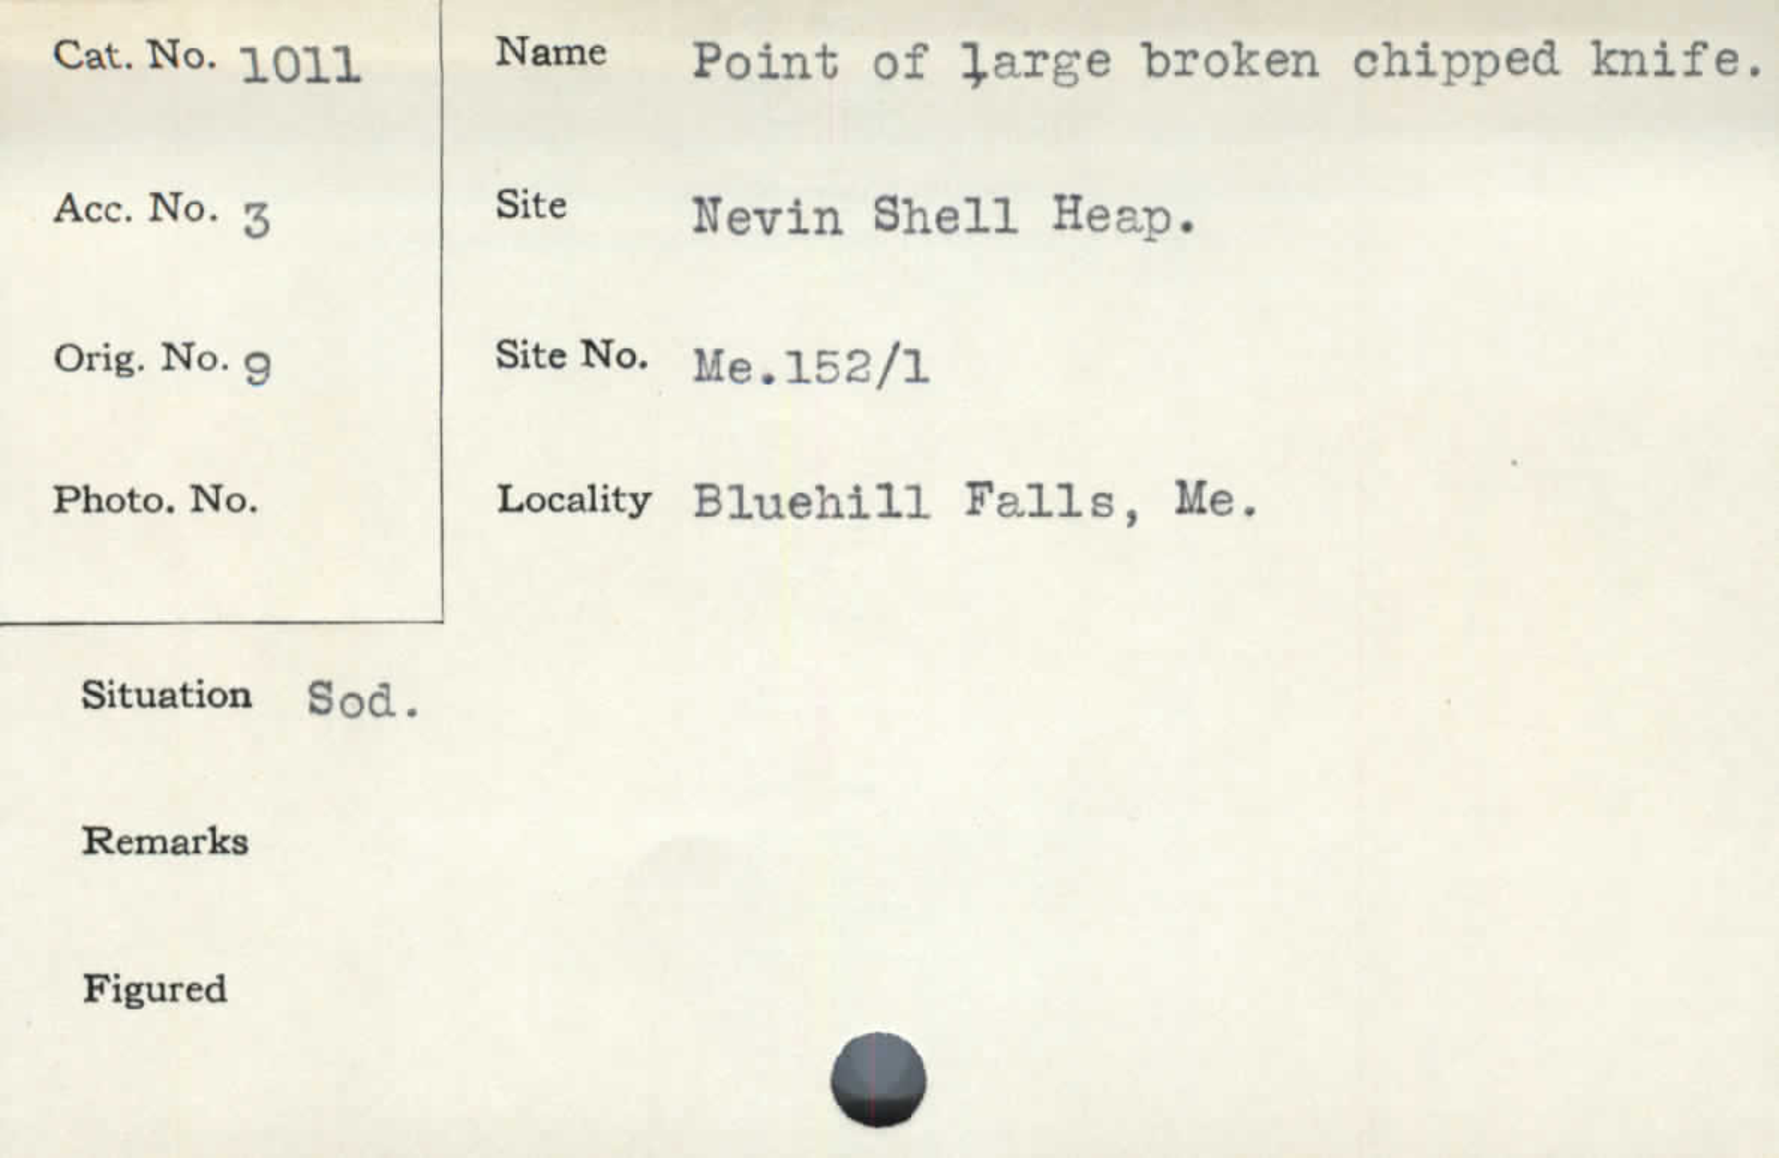 Cat. No. 1011
Acc. No. 3
Orig. No. 9
Photo. No.
Name Point of large broken chipped knife.
Site Nevin Shell Heap.
Site No. Me.152/1
Locality Bluehill Falls, Me.
Situation Sod.
Remarks
Figured